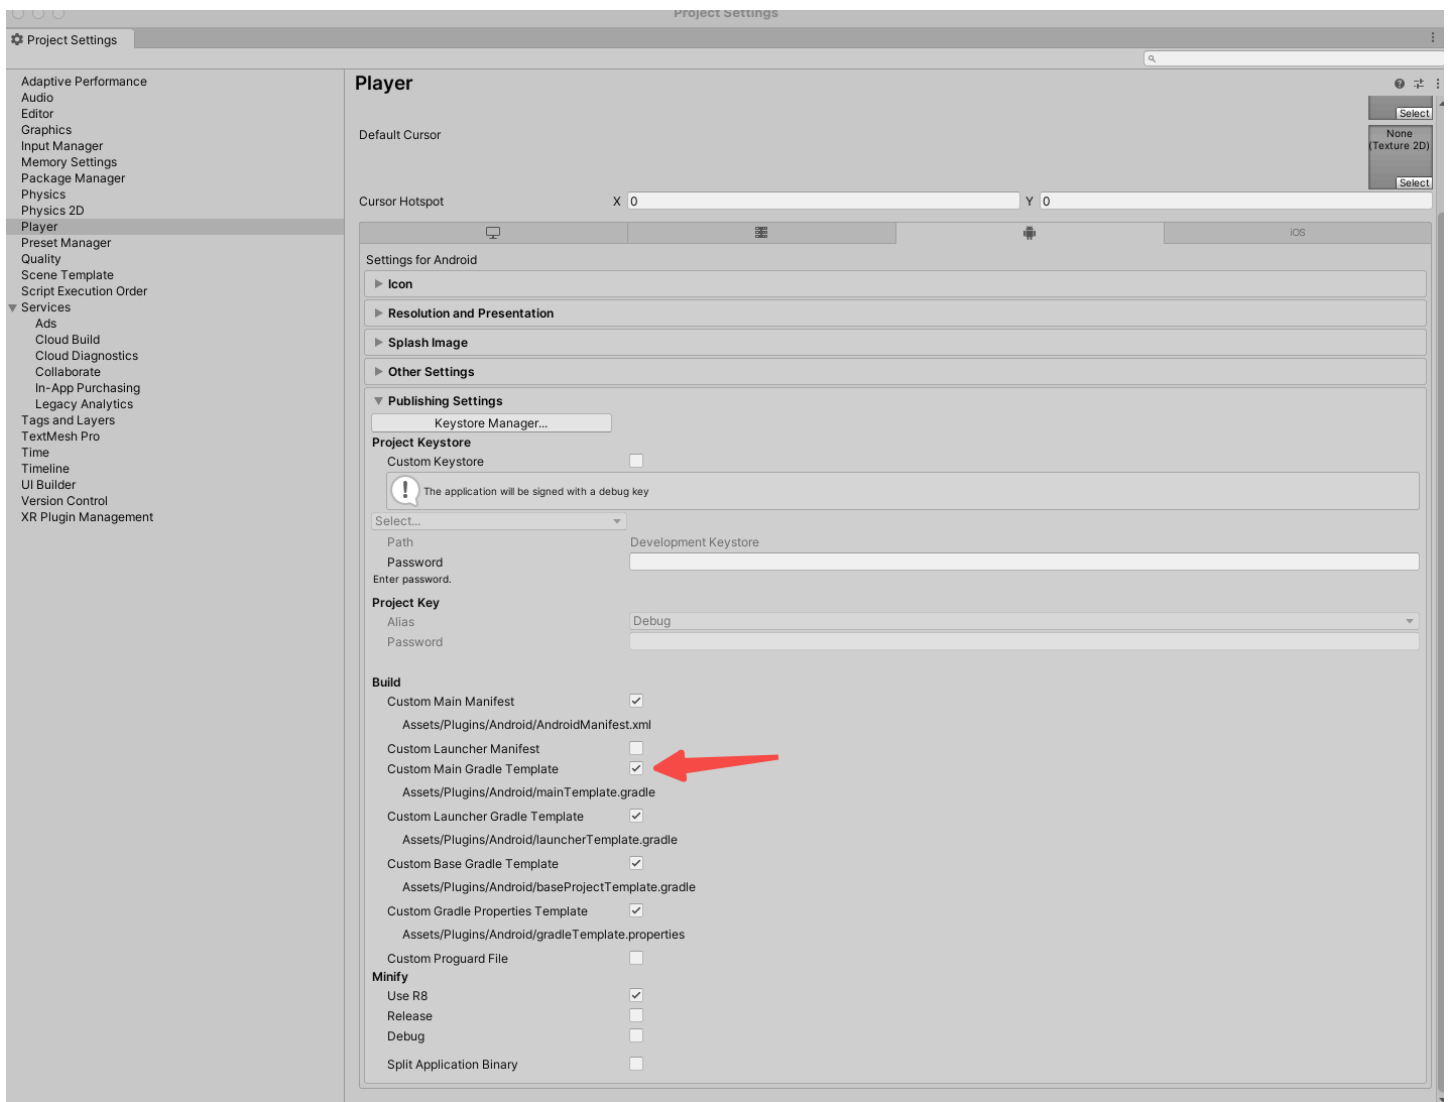 Project Settings
Project Settings
Adaptive Performance
Audio
Editor
Graphics
Input Manager
Memory Settings
Package Manager
Physics
Physics 2D
Player
Preset Manager
Quality
Scene Template
Script Execution Order
Services
Ads
Cloud Build
Cloud Diagnostics
Collaborate
In-App Purchasing
Legacy Analytics
Tags and Layers
TextMesh Pro
Time
Timeline
UI Builder
Version Control
XR Plugin Management
Player
Select
Default Cursor
None
(Texture 2D)
Select
Cursor Hotspot X 0 Y 0
iOS
Settings for Android
Icon
Resolution and Presentation
Splash Image
Other Settings
Publishing Settings
Keystore Manager...
Project Keystore
Custom Keystore
The application will be signed with a debug key
Select...
Path Development Keystore
Password
Enter password.
Project Key
Alias Debug
Password
Build
Custom Main Manifest
Assets/Plugins/Android/AndroidManifest.xml
Custom Launcher Manifest
Custom Main Gradle Template
Assets/Plugins/Android/mainTemplate.gradle
Custom Launcher Gradle Template
Assets/Plugins/Android/launcherTemplate.gradle
Custom Base Gradle Template
Assets/Plugins/Android/baseProjectTemplate.gradle
Custom Gradle Properties Template
Assets/Plugins/Android/gradleTemplate.properties
Custom Proguard File
Minify
Use R8
Release
Debug
Split Application Binary